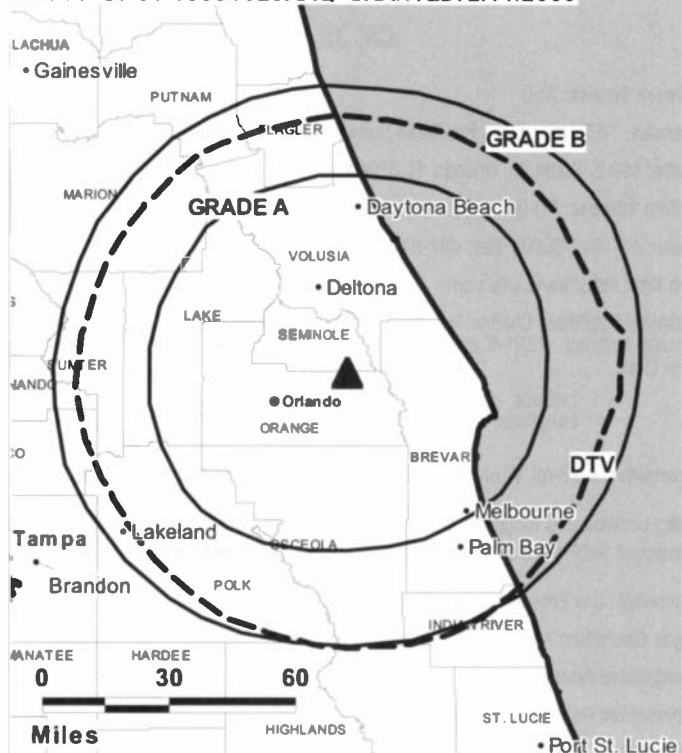 LACHUA
Gainesville
PUTNAM
FLAGLER
GRADE B
MARION
GRADE A
Daytona Beach
VOLUSIA
Deltona
LAKE
SEMINOLE
SUMTER
NANDO
Orlando
ORANGE
CO
BREVARD
DTV
Melbourne
Tampa
Lakeland
OSCEOLA
Palm Bay
Brandon
POLK
INDIAN RIVER
MANATEE
HARDEE
0 30 60
Miles
HIGHLANDS
ST. LUCIE
Port St. Lucie